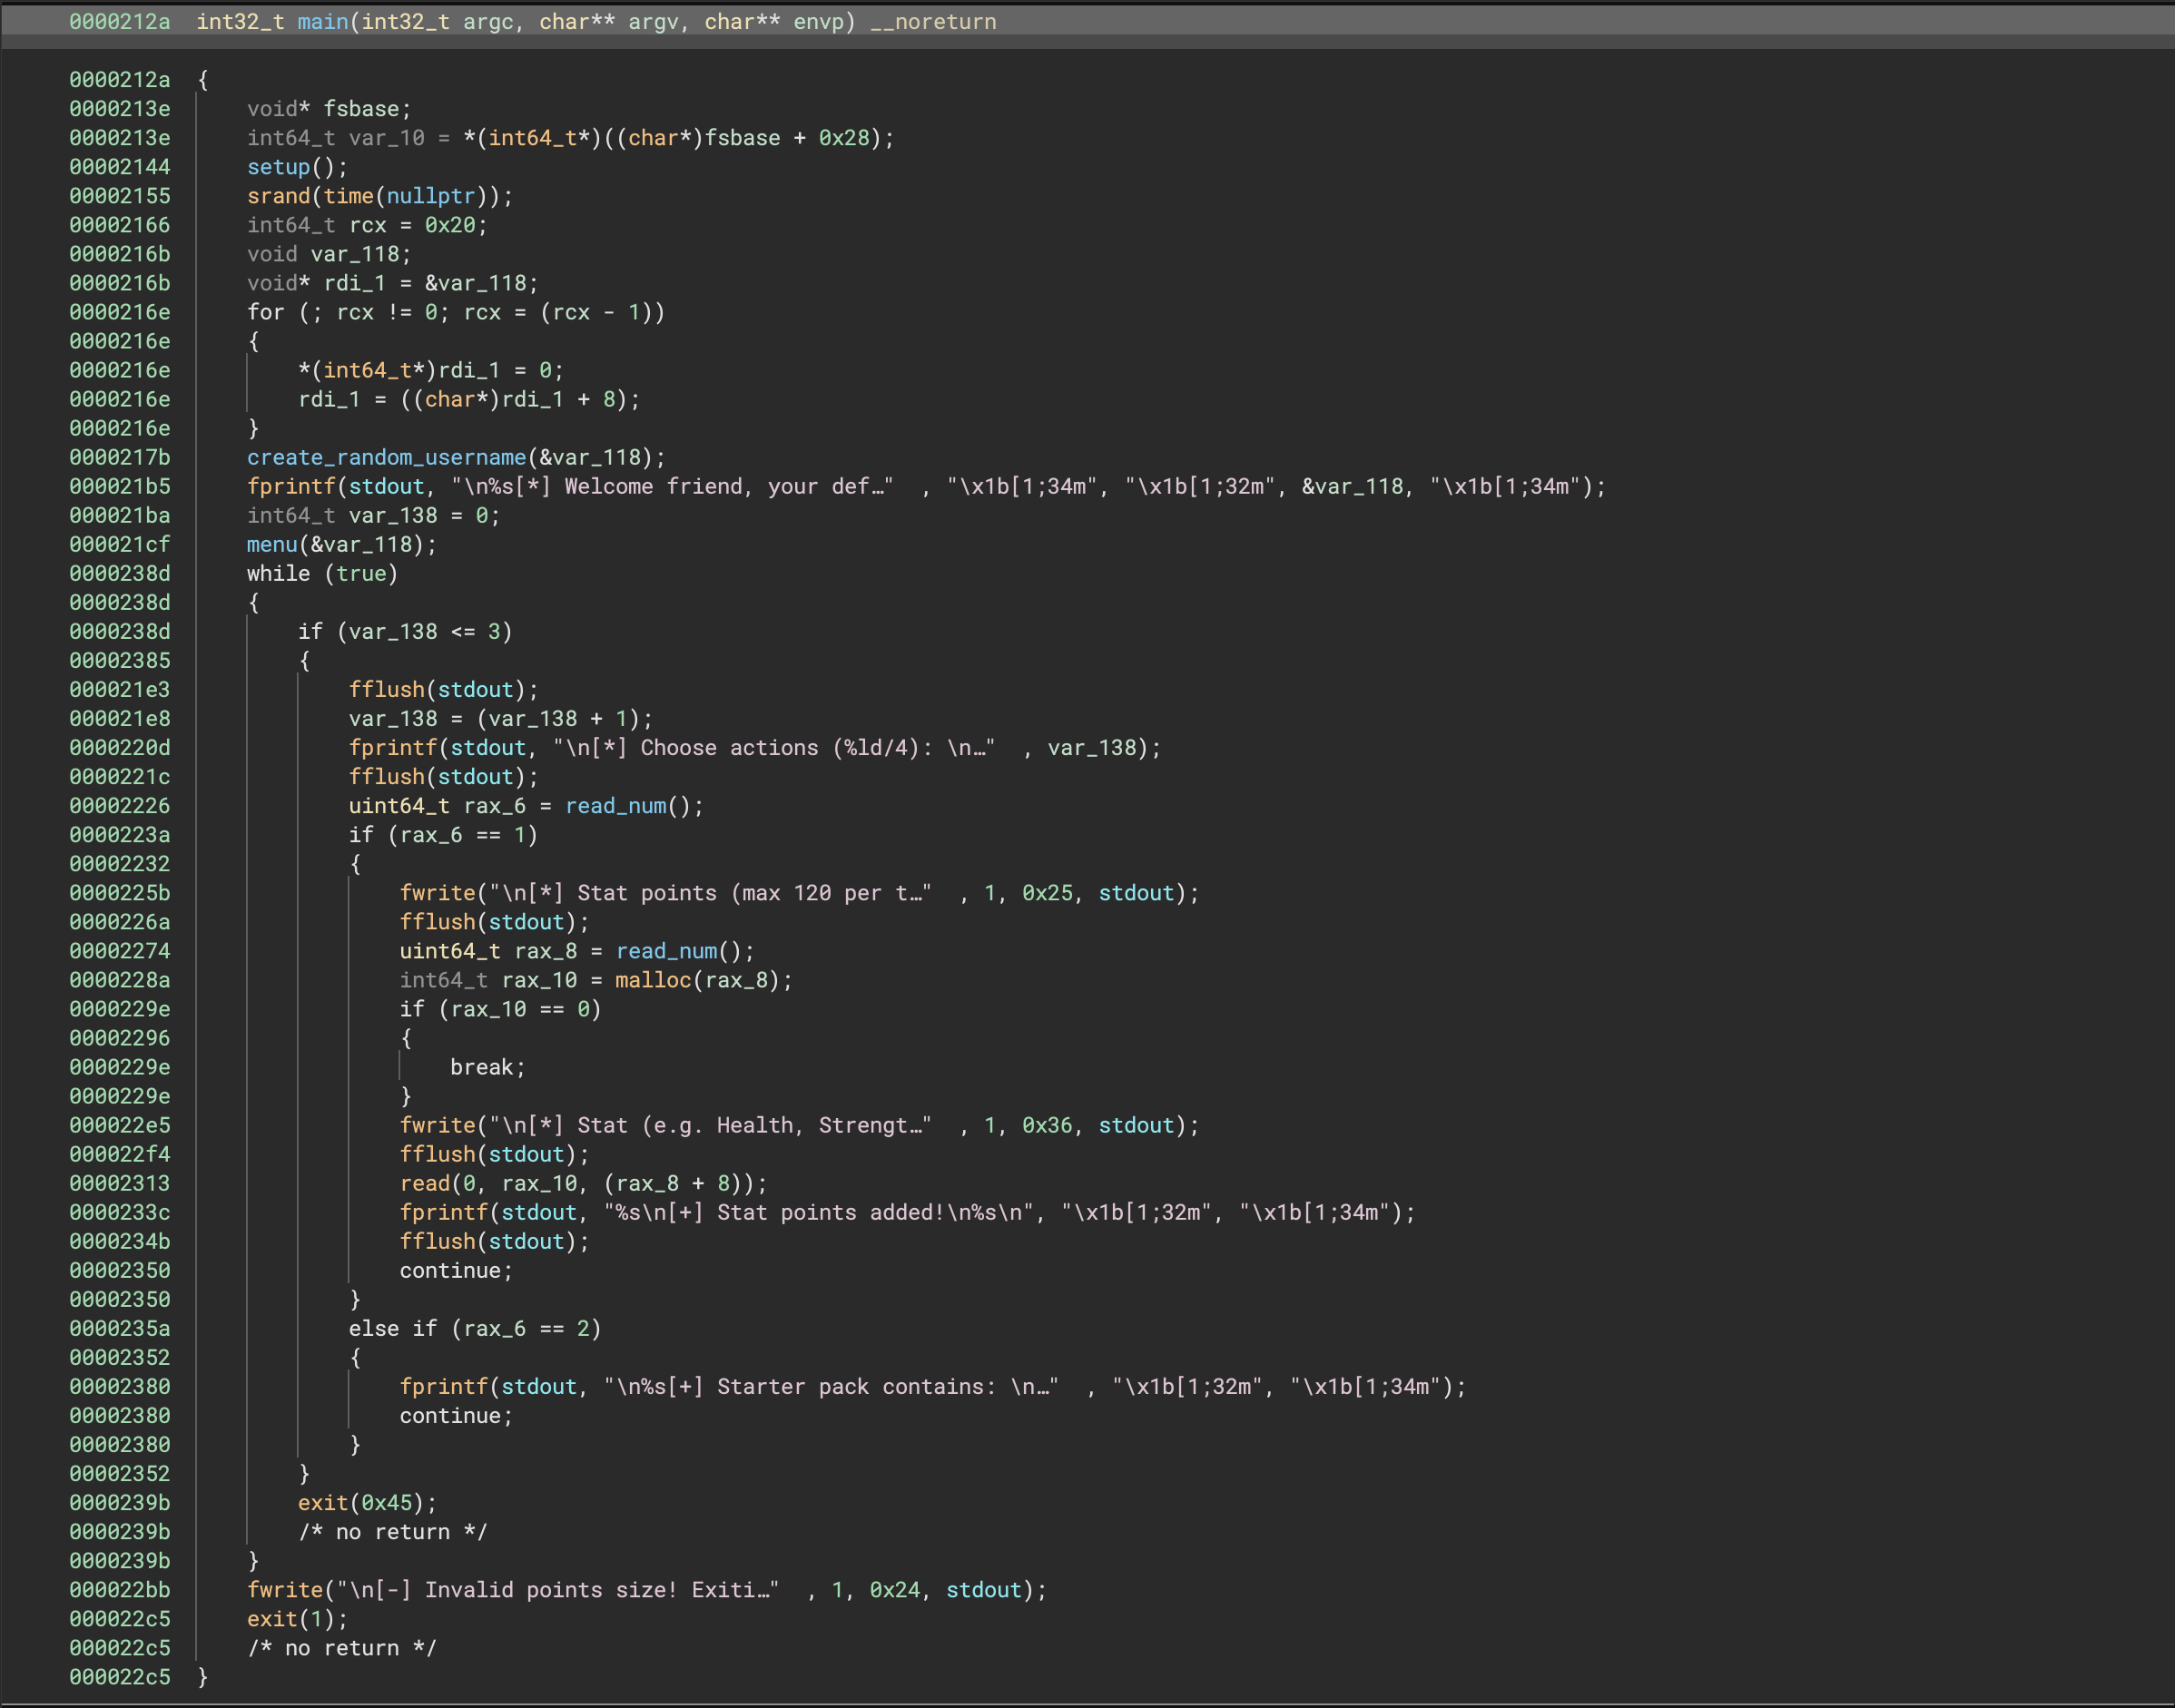 0000212a int32_t main(int32_t argc, char** argv, char** envp) __noreturn
0000212a {
0000213e     void* fsbase;
0000213e     int64_t var_10 = *(int64_t*)((char*)fsbase + 0x28);
00002144     setup();
00002155     srand(time(nullptr));
00002166     int64_t rcx = 0x20;
0000216b     void var_118;
0000216b     void* rdi_1 = &var_118;
0000216e     for (; rcx != 0; rcx = (rcx - 1))
0000216e     {
0000216e         *(int64_t*)rdi_1 = 0;
0000216e         rdi_1 = ((char*)rdi_1 + 8);
0000216e     }
0000217b     create_random_username(&var_118);
000021b5     fprintf(stdout, "\n%s[*] Welcome friend, your def…"  , "\x1b[1;34m", "\x1b[1;32m", &var_118, "\x1b[1;34m");
000021ba     int64_t var_138 = 0;
000021cf     menu(&var_118);
0000238d     while (true)
0000238d     {
0000238d         if (var_138 <= 3)
00002385         {
000021e3             fflush(stdout);
000021e8             var_138 = (var_138 + 1);
0000220d             fprintf(stdout, "\n[*] Choose actions (%ld/4): \n…"  , var_138);
0000221c             fflush(stdout);
00002226             uint64_t rax_6 = read_num();
0000223a             if (rax_6 == 1)
00002232             {
0000225b                 fwrite("\n[*] Stat points (max 120 per t…"  , 1, 0x25, stdout);
0000226a                 fflush(stdout);
00002274                 uint64_t rax_8 = read_num();
0000228a                 int64_t rax_10 = malloc(rax_8);
0000229e                 if (rax_10 == 0)
00002296                 {
0000229e                     break;
0000229e                 }
000022e5                 fwrite("\n[*] Stat (e.g. Health, Strengt…"  , 1, 0x36, stdout);
000022f4                 fflush(stdout);
00002313                 read(0, rax_10, (rax_8 + 8));
0000233c                 fprintf(stdout, "%s\n[+] Stat points added!\n%s\n", "\x1b[1;32m", "\x1b[1;34m");
0000234b                 fflush(stdout);
00002350                 continue;
00002350             }
0000235a             else if (rax_6 == 2)
00002352             {
00002380                 fprintf(stdout, "\n%s[+] Starter pack contains: \n…"  , "\x1b[1;32m", "\x1b[1;34m");
00002380                 continue;
00002380             }
00002352         }
0000239b         exit(0x45);
0000239b         /* no return */
0000239b     }
000022bb     fwrite("\n[-] Invalid points size! Exiti…"  , 1, 0x24, stdout);
000022c5     exit(1);
000022c5     /* no return */
000022c5 }